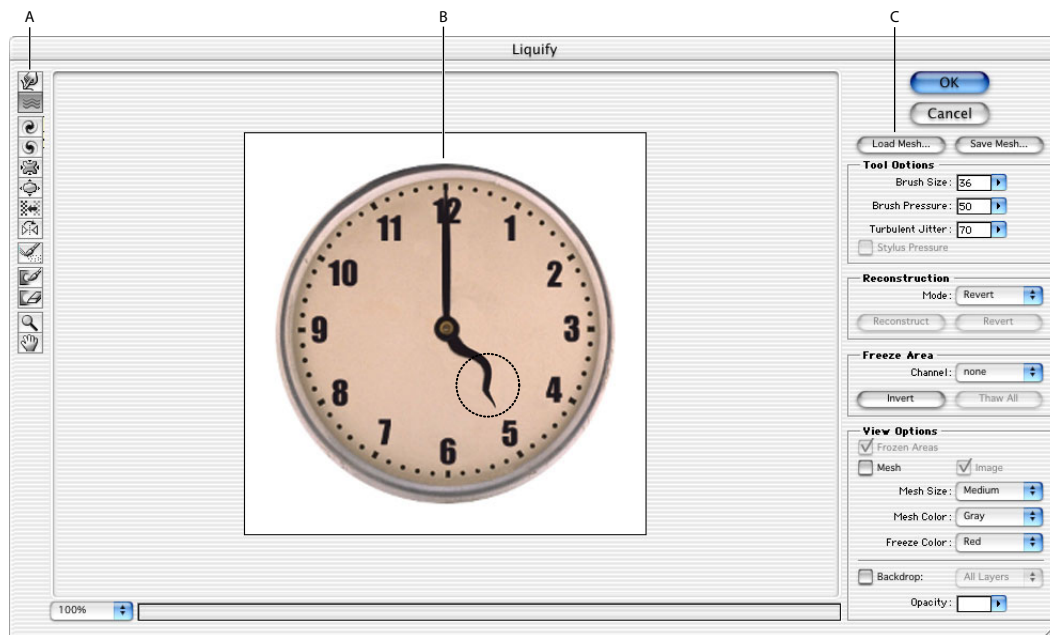 A
B
C
Liquify
OK
Cancel
Load Mesh...
Save Mesh...
Tool Options
Brush Size: 36
Brush Pressure: 50
Turbulent Jitter: 70
Stylus Pressure
Reconstruction
Mode: Revert
Reconstruct
Revert
Freeze Area
Channel: none
Invert
Thaw All
View Options
Frozen Areas
Mesh
Image
Mesh Size: Medium
Mesh Color: Gray
Freeze Color: Red
Backdrop: All Layers
Opacity:
12
11
1
10
2
9
3
8
4
7
5
6
100%